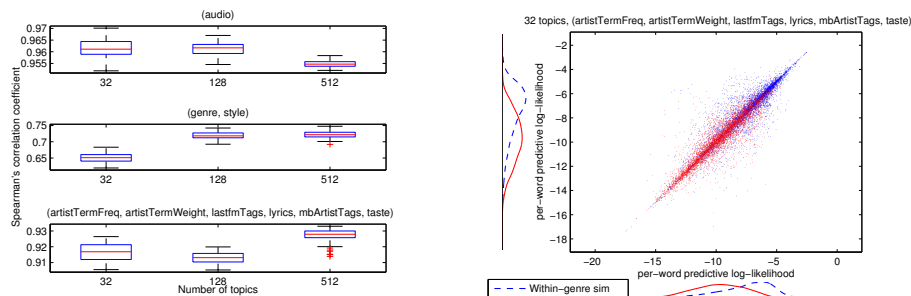 (audio)
0.97
0.965
0.96
0.955
32 128 512
(genre, style)
0.75
0.7
0.65
32 128 512
(artistTermFreq, artistTermWeight, lastfmTags, lyrics, mbArtistTags, taste)
0.93
0.92
0.91
32 128 512
Number of topics
Spearman's correlation coefficient
32 topics, (artistTermFreq, artistTermWeight, lastfmTags, lyrics, mbArtistTags, taste)
−2
−4
−6
−8
−10
−12
−14
−16
−18
−20 −15 −10 −5 0
per−word predictive log−likelihood
per−word predictive log−likelihood
Within−genre sim